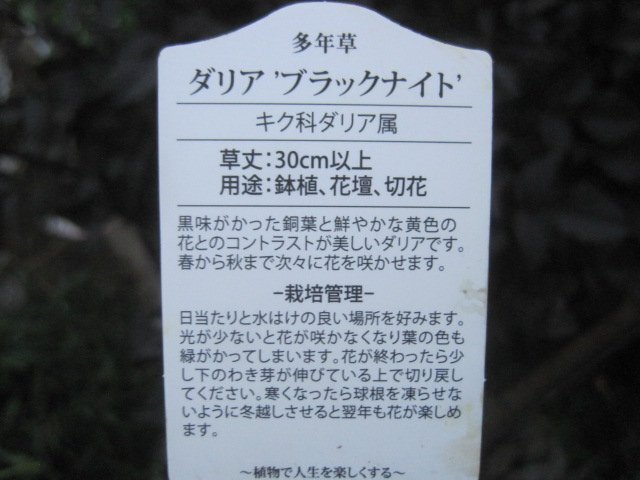 多年草
ダリア 'ブラックナイト'
キク科ダリア属
草丈：30cm以上
用途：鉢植、花壇、切花
黒味がかった銅葉と鮮やかな黄色の
花とのコントラストが美しいダリアです。
春から秋まで次々に花を咲かせます。
−栽培管理−
日当たりと水はけの良い場所を好みます。
光が少ないと花が咲かなくなり葉の色も
緑がかってしまいます。花が終わったら少
し下のわき芽が伸びている上で切り戻し
てください。寒くなったら球根を凍らせな
いように冬越しさせると翌年も花が楽しめ
ます。
〜植物で人生を楽しくする〜